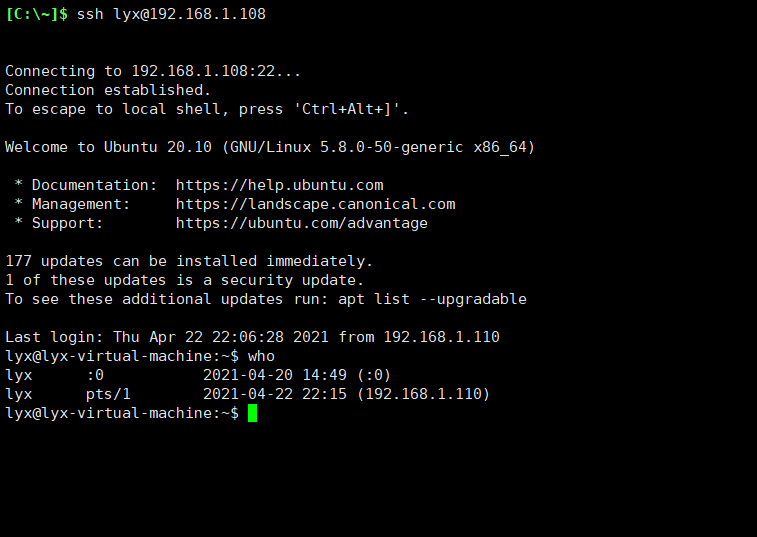 [C:\~]$ ssh lyx@192.168.1.108
Connecting to 192.168.1.108:22...
Connection established.
To escape to local shell, press 'Ctrl+Alt+]'.
Welcome to Ubuntu 20.10 (GNU/Linux 5.8.0-50-generic x86_64)
 * Documentation:  https://help.ubuntu.com
 * Management:     https://landscape.canonical.com
 * Support:        https://ubuntu.com/advantage
177 updates can be installed immediately.
1 of these updates is a security update.
To see these additional updates run: apt list --upgradable
Last login: Thu Apr 22 22:06:28 2021 from 192.168.1.110
lyx@lyx-virtual-machine:~$ who
lyx      :0           2021-04-20 14:49 (:0)
lyx      pts/1        2021-04-22 22:15 (192.168.1.110)
lyx@lyx-virtual-machine:~$